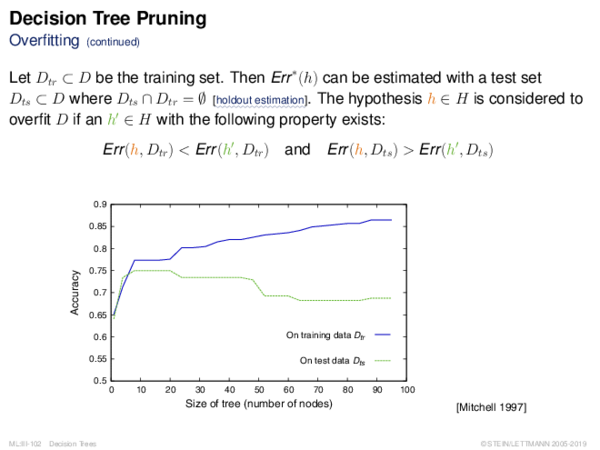 Decision Tree Pruning
Overfitting (continued)
Let D_tr ⊂ D be the training set. Then Err*(h) can be estimated with a test set
D_ts ⊂ D where D_ts ∩ D_tr = ∅ [holdout estimation]. The hypothesis h ∈ H is considered to
overfit D if an h′ ∈ H with the following property exists:
Err(h, D_tr) < Err(h′, D_tr) and Err(h, D_ts) > Err(h′, D_ts)
0.9
0.85
0.8
0.75
0.7
0.65
0.6
0.55
0.5
Accuracy
On training data D_tr
On test data D_ts
0 10 20 30 40 50 60 70 80 90 100
Size of tree (number of nodes)
[Mitchell 1997]
ML:III-102 Decision Trees © STEIN/LETTMANN 2005-2019